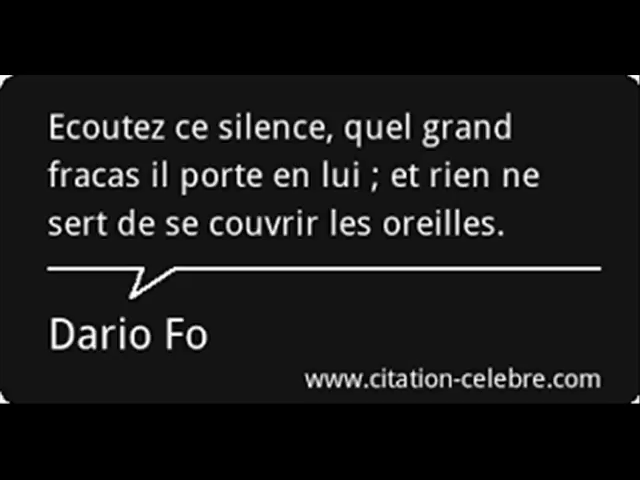 Ecoutez ce silence, quel grand
fracas il porte en lui ; et rien ne
sert de se couvrir les oreilles.
Dario Fo
www.citation-celebre.com